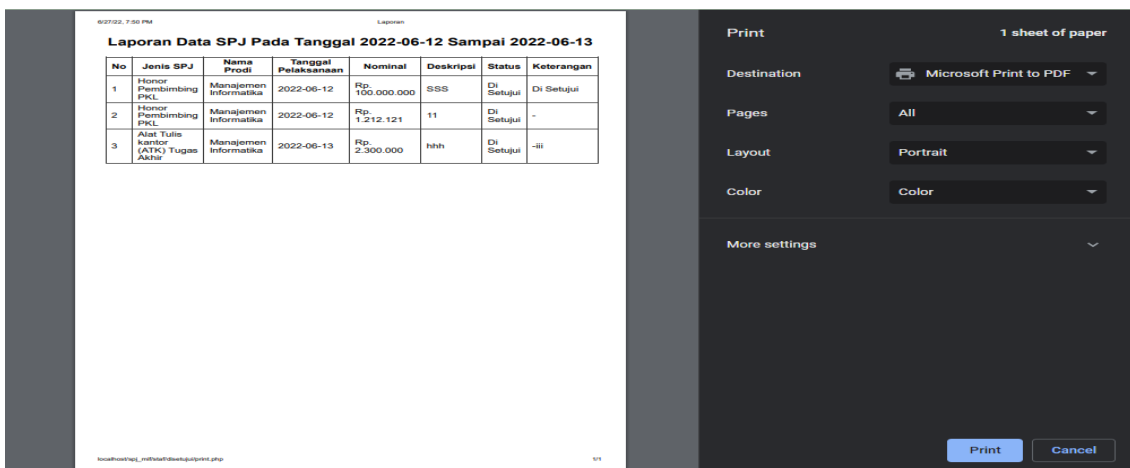 6/27/22, 7:50 PM Laporan
Laporan Data SPJ Pada Tanggal 2022-06-12 Sampai 2022-06-13
No Jenis SPJ Nama Prodi Tanggal Pelaksanaan Nominal Deskripsi Status Keterangan
1 Honor Pembimbing PKL Manajemen Informatika 2022-06-12 Rp. 100.000.000 SSS Di Setujui Di Setujui
2 Honor Pembimbing PKL Manajemen Informatika 2022-06-12 Rp. 1.212.121 11 Di Setujui -
3 Alat Tulis kantor (ATK) Tugas Akhir Manajemen Informatika 2022-06-13 Rp. 2.300.000 hhh Di Setujui -iii
localhost/spj_mif/staf/disetujui/print.php 1/1
Print 1 sheet of paper
Destination Microsoft Print to PDF
Pages All
Layout Portrait
Color Color
More settings
Print Cancel